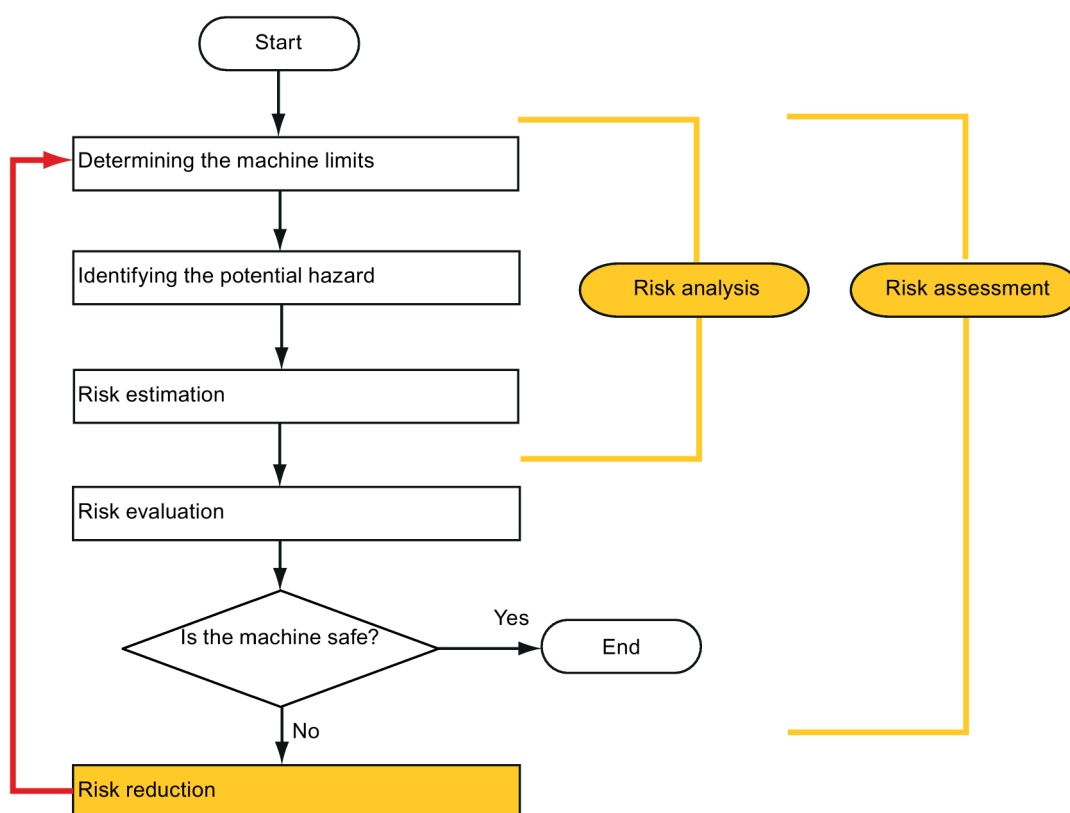 Start
Determining the machine limits
Identifying the potential hazard
Risk analysis
Risk assessment
Risk estimation
Risk evaluation
Is the machine safe?
Yes
End
No
Risk reduction